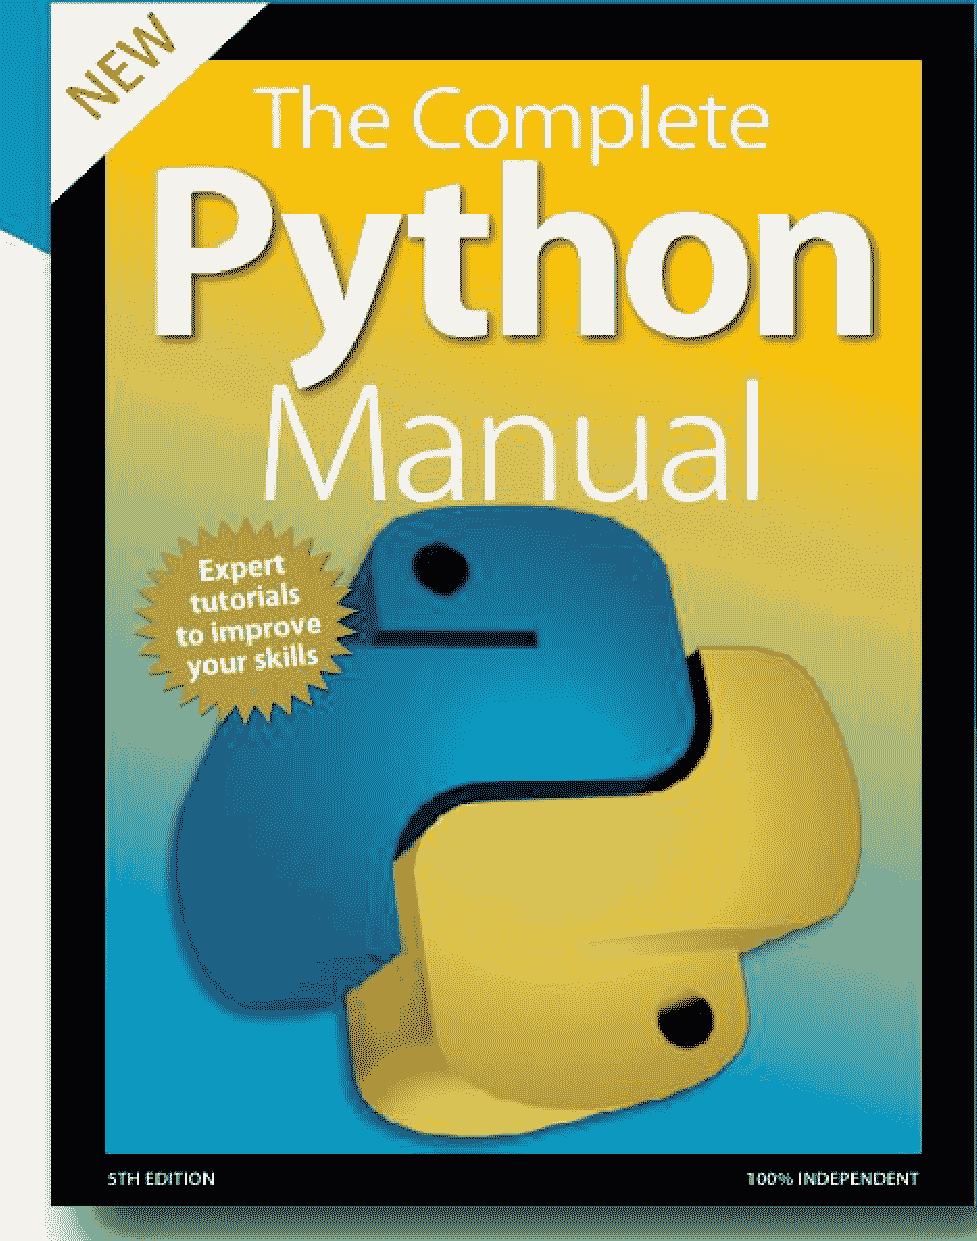 NEW
The Complete
Python
Manual
Expert
tutorials
to improve
your skills
5TH EDITION
100% INDEPENDENT